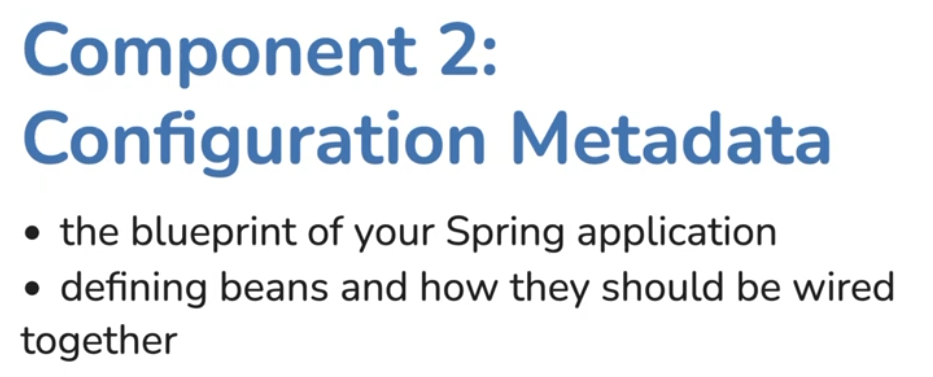 Component 2:
Configuration Metadata
• the blueprint of your Spring application
• defining beans and how they should be wired
together